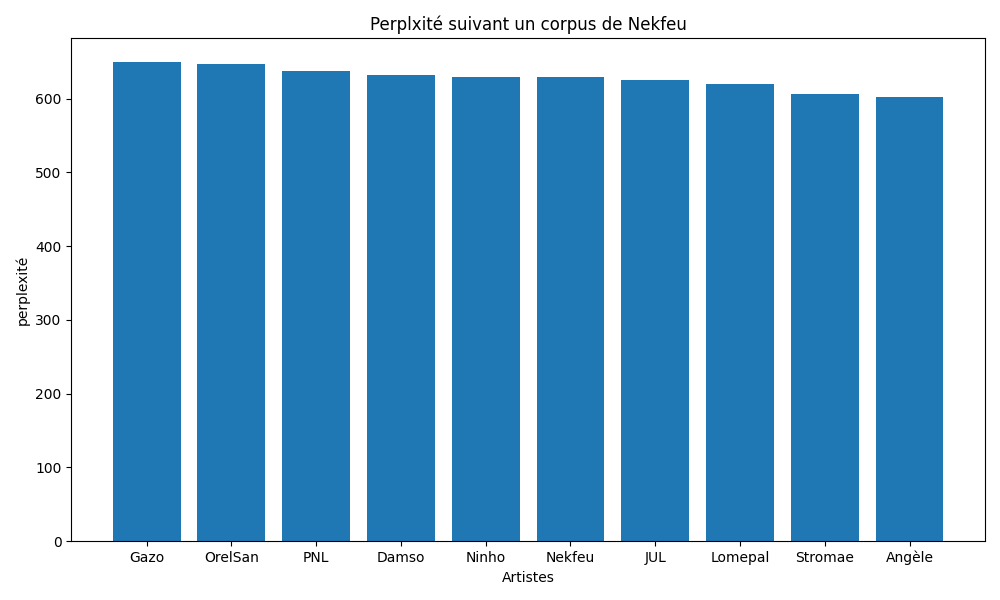 Perplxité suivant un corpus de Nekfeu
perplexité
600
500
400
300
200
100
0
Gazo OrelSan PNL Damso Ninho Nekfeu JUL Lomepal Stromae Angèle
Artistes